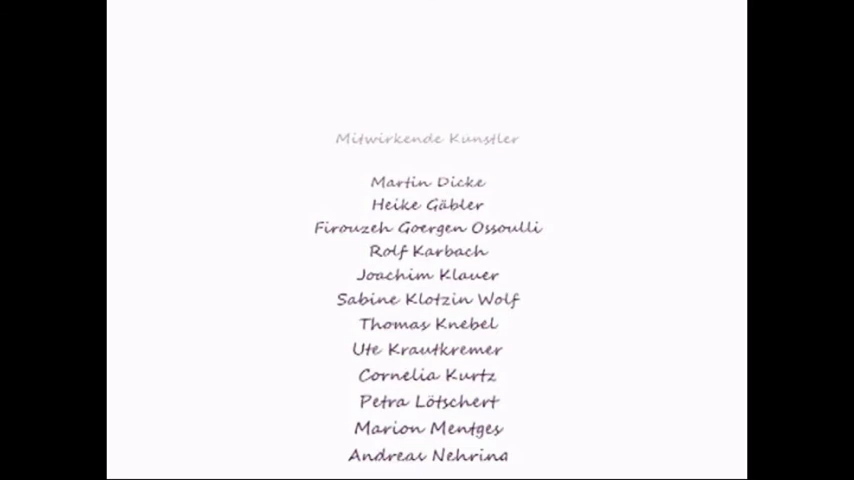 Mitwirkende Künstler
Martin Dicke
Heike Gäbler
Firouzeh Goergen Ossoulli
Rolf Karbach
Joachim Klauer
Sabine Klotzin Wolf
Thomas Knebel
Ute Krautkremer
Cornelia Kurtz
Petra Lötschert
Marion Mentges
Andreas Nehring